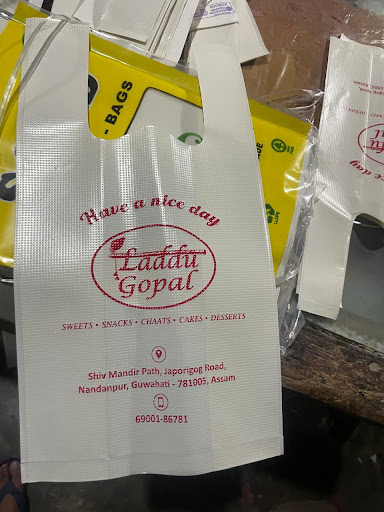 - BAGS
Have a nice day
Laddu
Gopal
SWEETS • SNACKS • CHAATS • CAKES • DESSERTS
Shiv Mandir Path, Japorigog Road,
Nandanpur, Guwahati - 781005, Assam
69001-86781